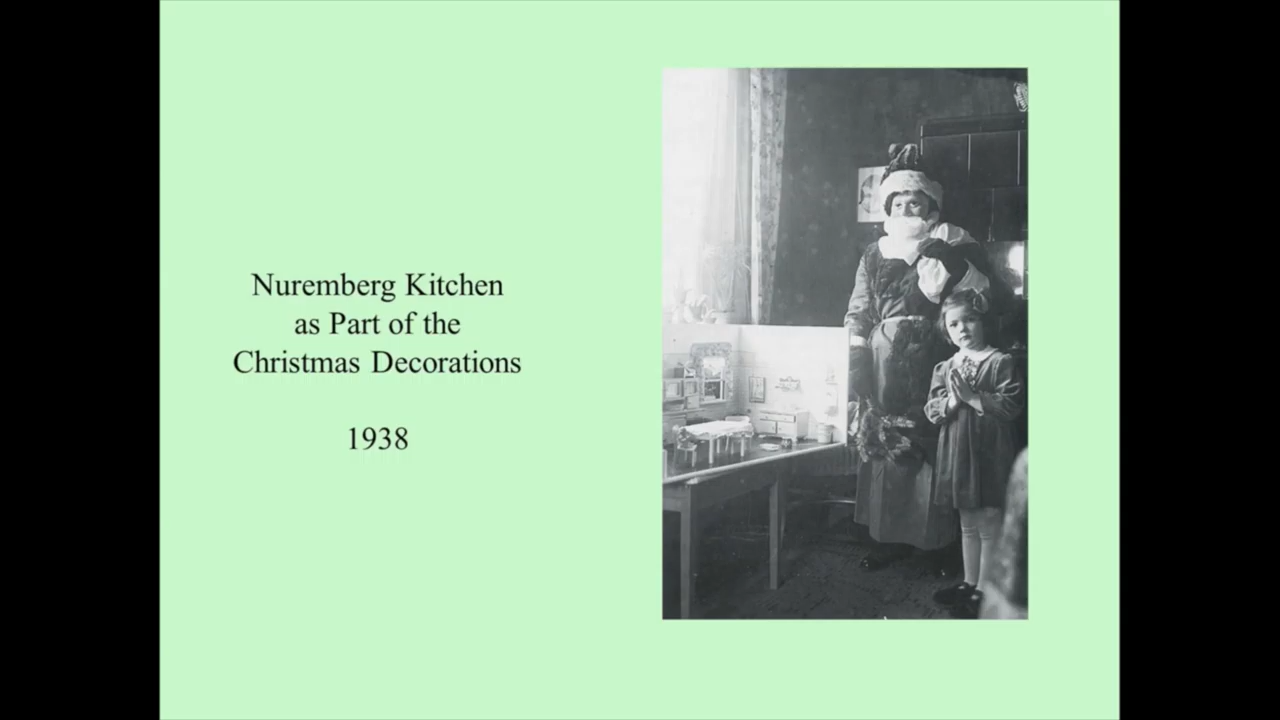 Nuremberg Kitchen
as Part of the
Christmas Decorations
1938